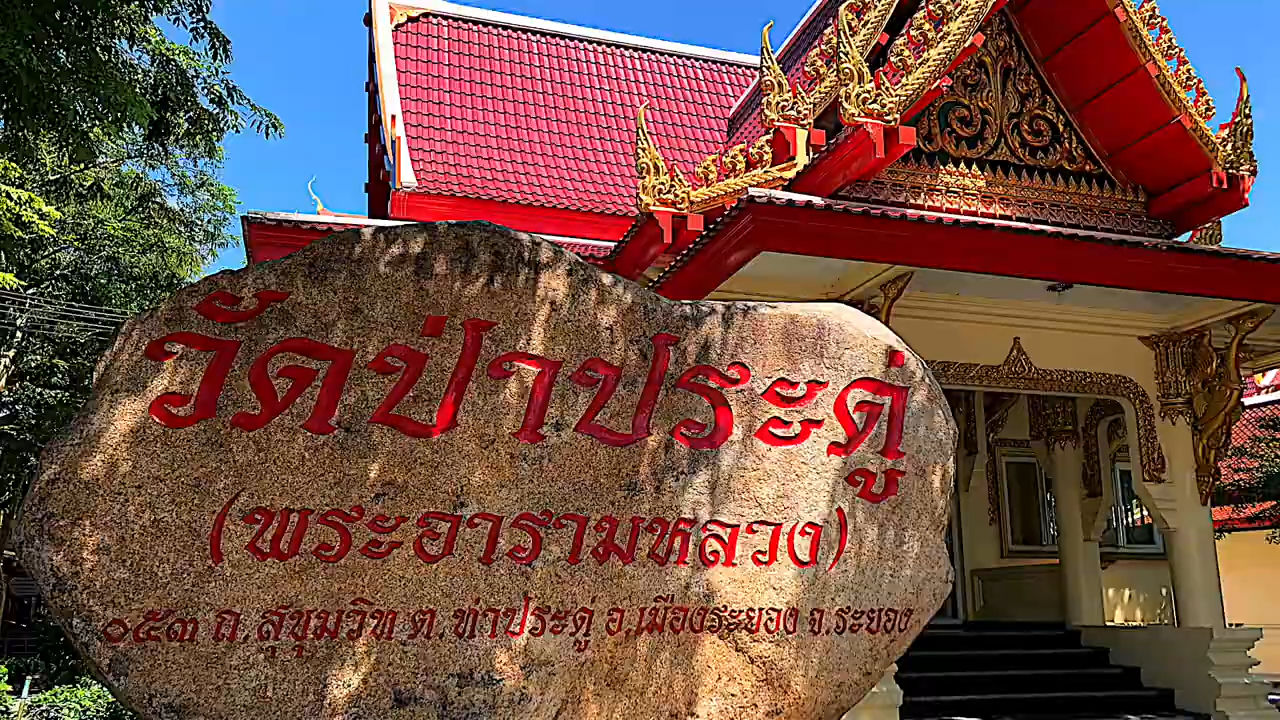 วัดป่าประดู่
(พระอารามหลวง)
๐๕๓ ถ.สุขุมวิท ต.ท่าประดู่ อ.เมืองระยอง จ.ระยอง